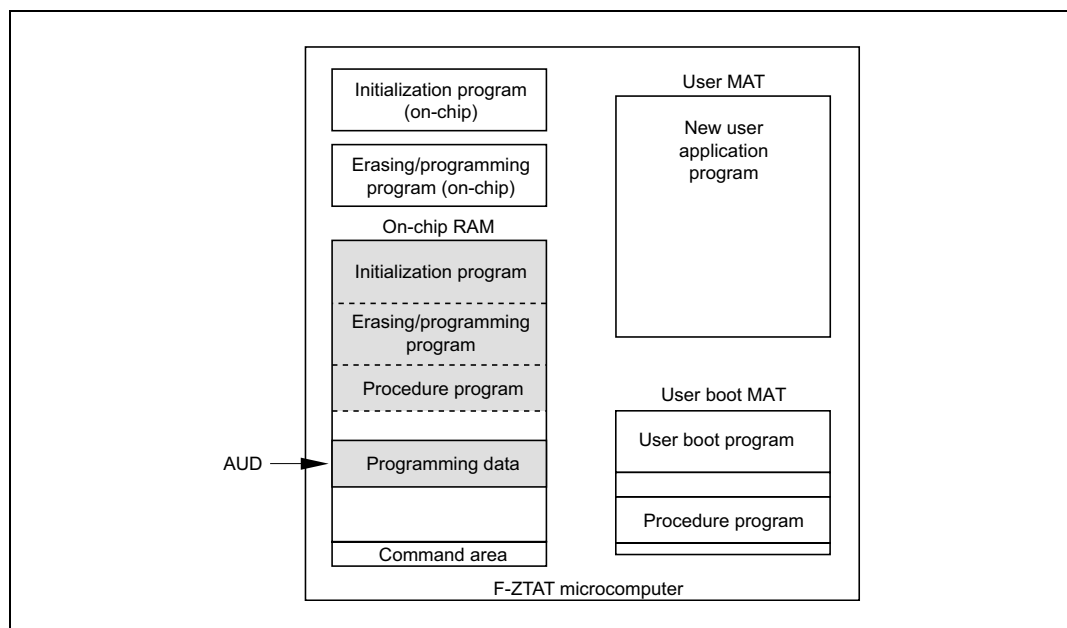 Initialization program
(on-chip)
Erasing/programming
program (on-chip)
On-chip RAM
Initialization program
Erasing/programming
program
Procedure program
AUD
Programming data
Command area
User MAT
New user
application
program
User boot MAT
User boot program
Procedure program
F-ZTAT microcomputer